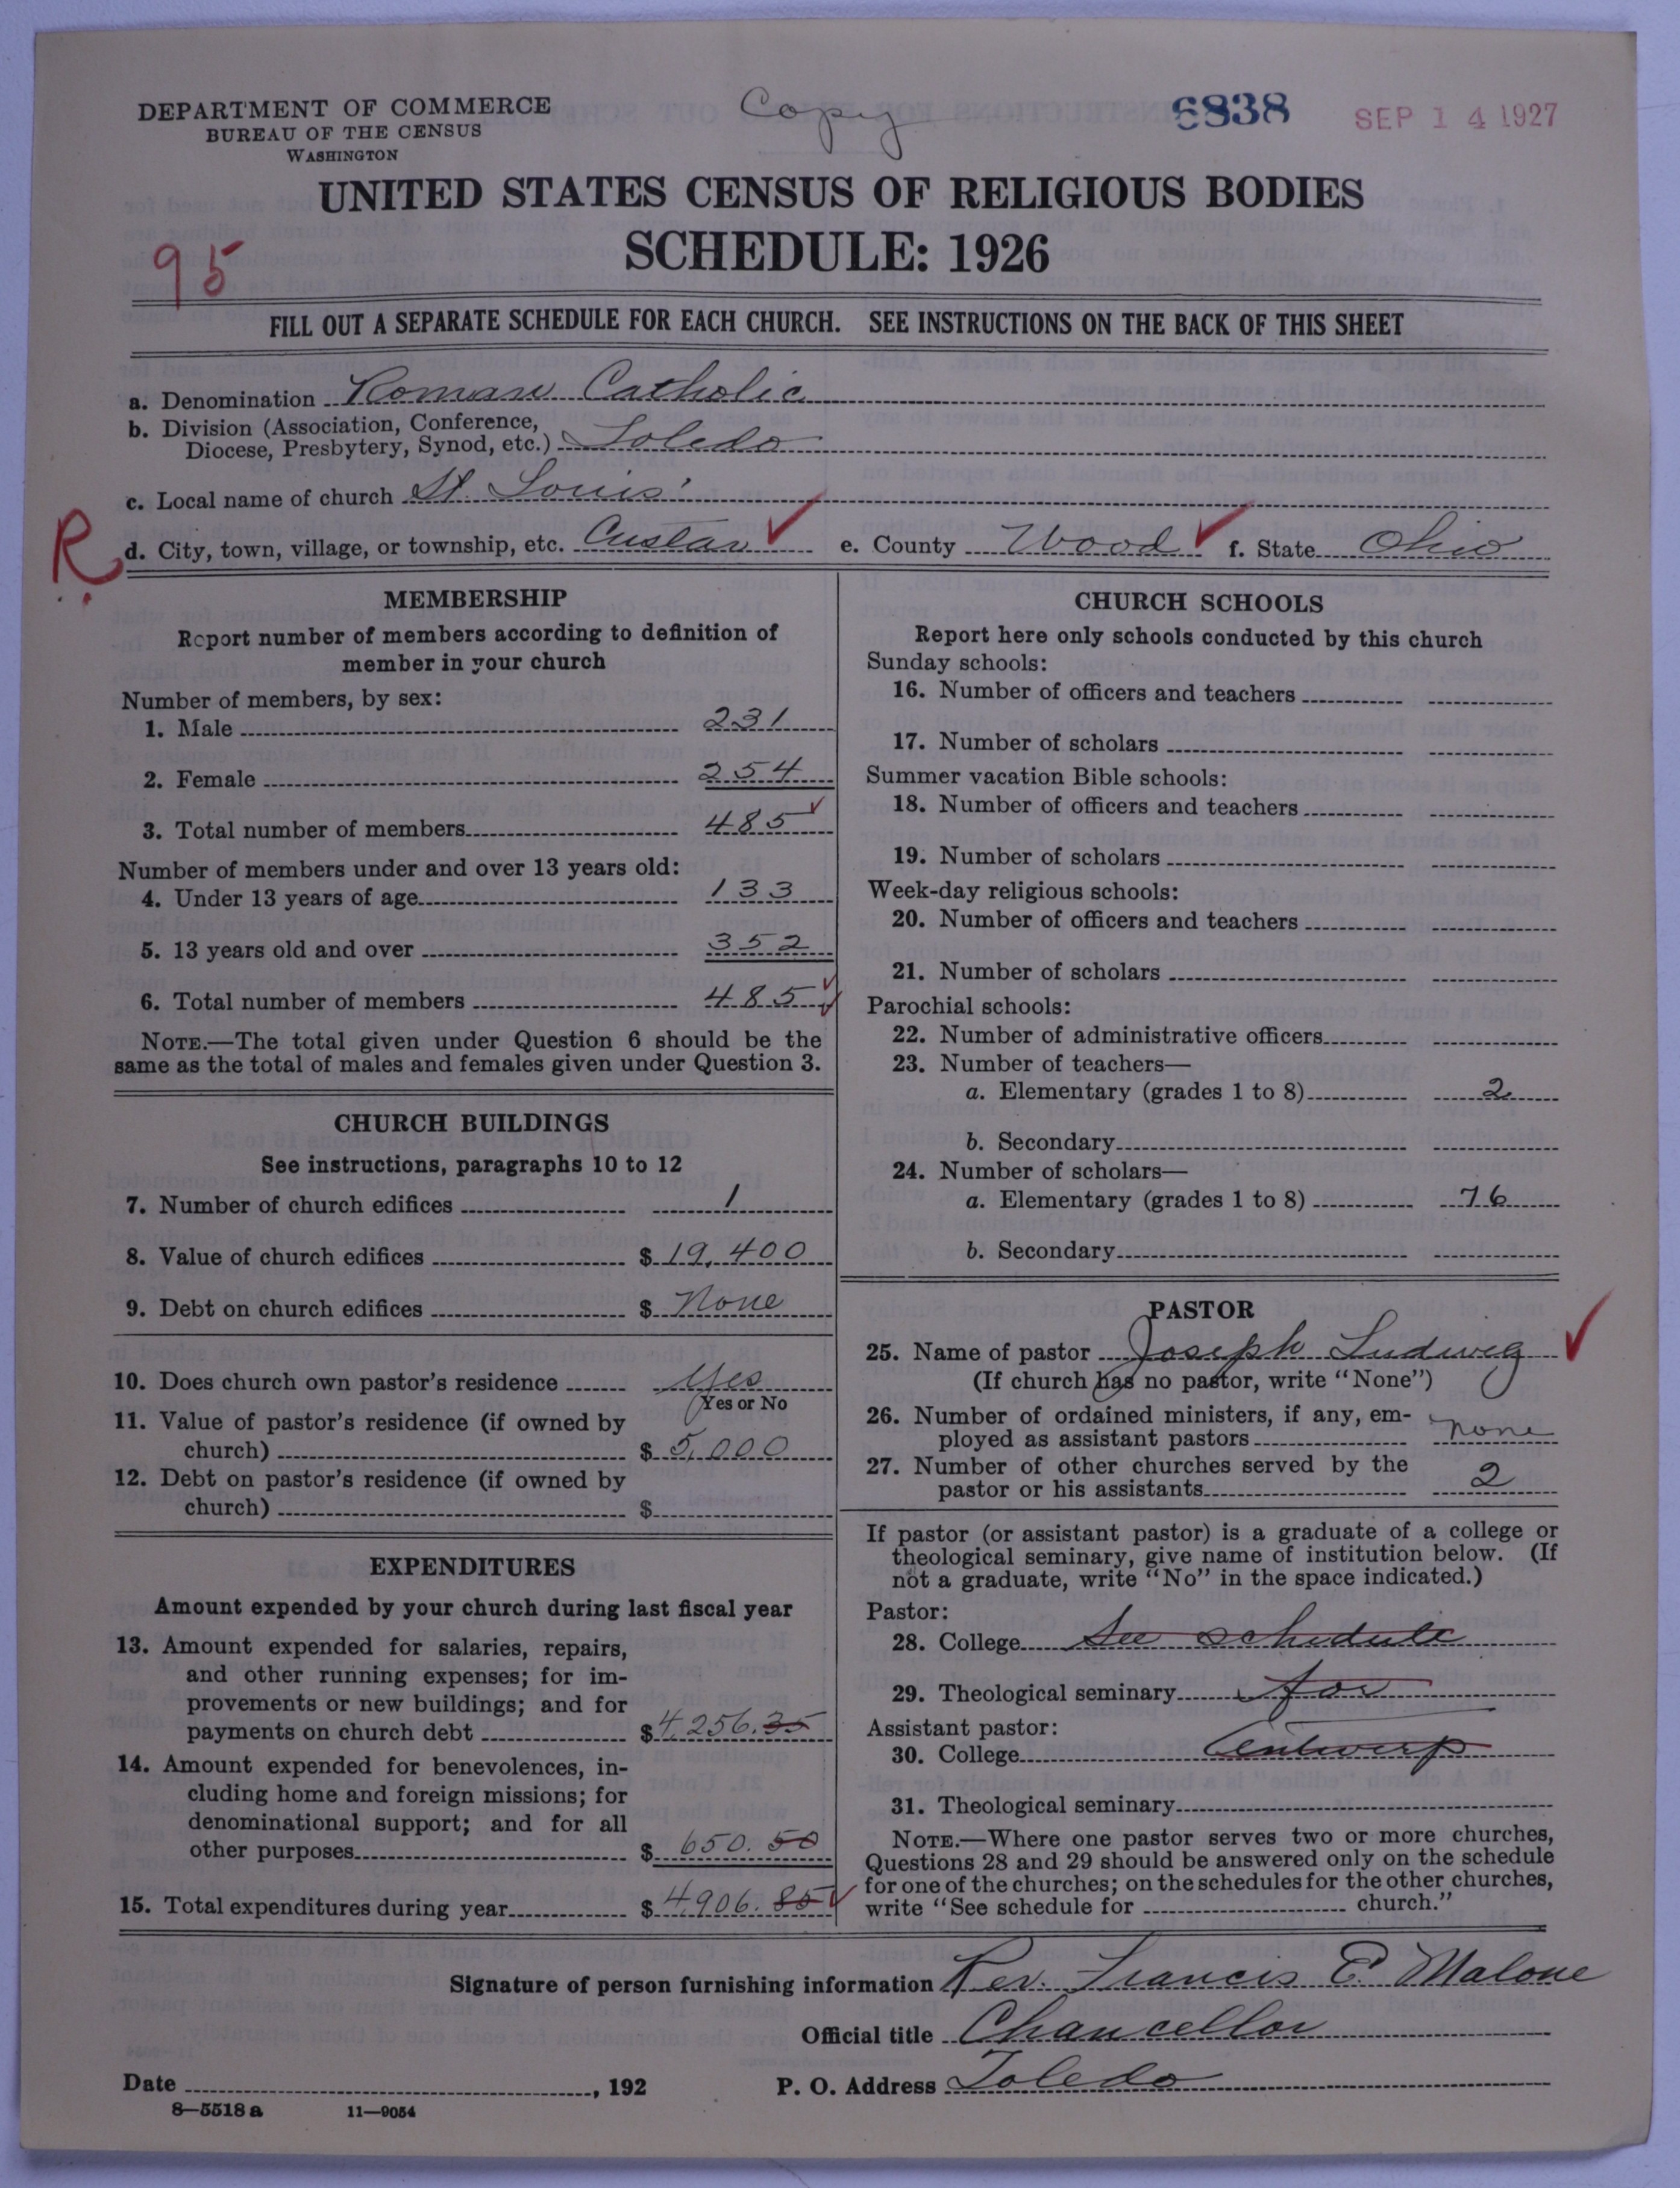 DEPARTMENT OF COMMERCE
BUREAU OF THE CENSUS
WASHINGTON
Copy
6838
SEP 14 1927
UNITED STATES CENSUS OF RELIGIOUS BODIES
SCHEDULE: 1926
95
FILL OUT A SEPARATE SCHEDULE FOR EACH CHURCH. SEE INSTRUCTIONS ON THE BACK OF THIS SHEET
a. Denomination Roman Catholic
b. Division (Association, Conference,
Diocese, Presbytery, Synod, etc.) Toledo
c. Local name of church St. Louis'
R
d. City, town, village, or township, etc. Custar e. County Wood f. State Ohio
MEMBERSHIP
Report number of members according to definition of
member in your church
Number of members, by sex:
1. Male 231
2. Female 254
3. Total number of members 485
Number of members under and over 13 years old:
4. Under 13 years of age 133
5. 13 years old and over 352
6. Total number of members 485
NOTE.—The total given under Question 6 should be the
same as the total of males and females given under Question 3.
CHURCH BUILDINGS
See instructions, paragraphs 10 to 12
7. Number of church edifices 1
8. Value of church edifices $ 19,400
9. Debt on church edifices $ None
10. Does church own pastor's residence Yes
Yes or No
11. Value of pastor's residence (if owned by
church) $ 5,000
12. Debt on pastor's residence (if owned by
church) $
EXPENDITURES
Amount expended by your church during last fiscal year
13. Amount expended for salaries, repairs,
and other running expenses; for im-
provements or new buildings; and for
payments on church debt $ 4,256.35
14. Amount expended for benevolences, in-
cluding home and foreign missions; for
denominational support; and for all
other purposes $ 650.50
15. Total expenditures during year $ 4,906.85
CHURCH SCHOOLS
Report here only schools conducted by this church
Sunday schools:
16. Number of officers and teachers
17. Number of scholars
Summer vacation Bible schools:
18. Number of officers and teachers
19. Number of scholars
Week-day religious schools:
20. Number of officers and teachers
21. Number of scholars
Parochial schools:
22. Number of administrative officers
23. Number of teachers—
a. Elementary (grades 1 to 8) 2
b. Secondary
24. Number of scholars—
a. Elementary (grades 1 to 8) 76
b. Secondary
PASTOR
25. Name of pastor Joseph Ludwig
(If church has no pastor, write "None")
26. Number of ordained ministers, if any, em-
ployed as assistant pastors none
27. Number of other churches served by the
pastor or his assistants 2
If pastor (or assistant pastor) is a graduate of a college or
theological seminary, give name of institution below. (If
not a graduate, write "No" in the space indicated.)
Pastor:
28. College See schedule
29. Theological seminary for
Assistant pastor:
30. College Antwerp
31. Theological seminary
NOTE.—Where one pastor serves two or more churches,
Questions 28 and 29 should be answered only on the schedule
for one of the churches; on the schedules for the other churches,
write "See schedule for church."
Signature of person furnishing information Rev. Francis E. Malone
Official title Chancellor
Date , 192 P. O. Address Toledo
8—5518 a 11—9054